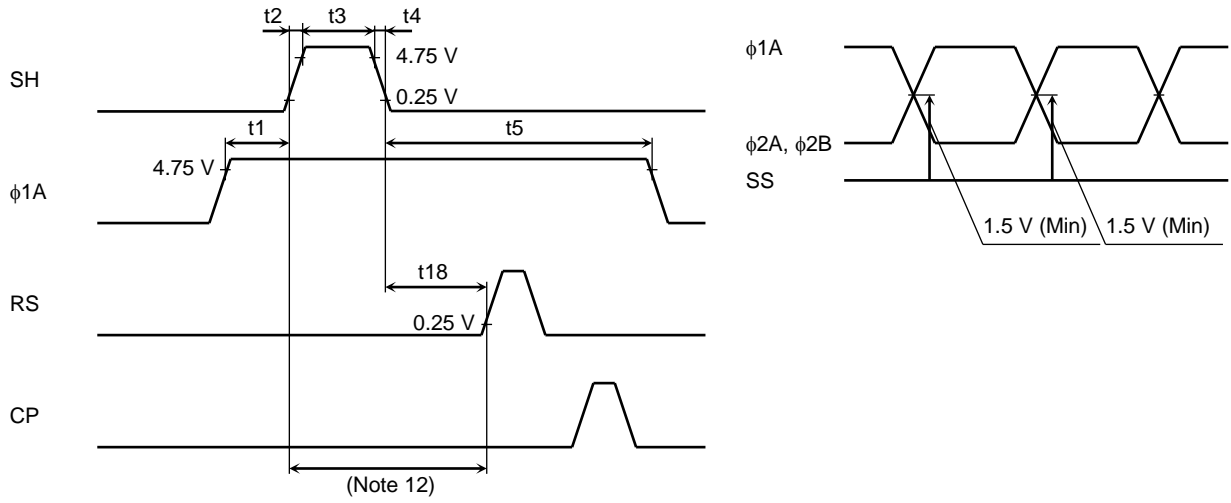 t2 t3 t4
SH
4.75 V
0.25 V
t1
t5
4.75 V
ϕ1A
t18
RS
0.25 V
CP
(Note 12)
ϕ1A
ϕ2A, ϕ2B
SS
1.5 V (Min) 1.5 V (Min)